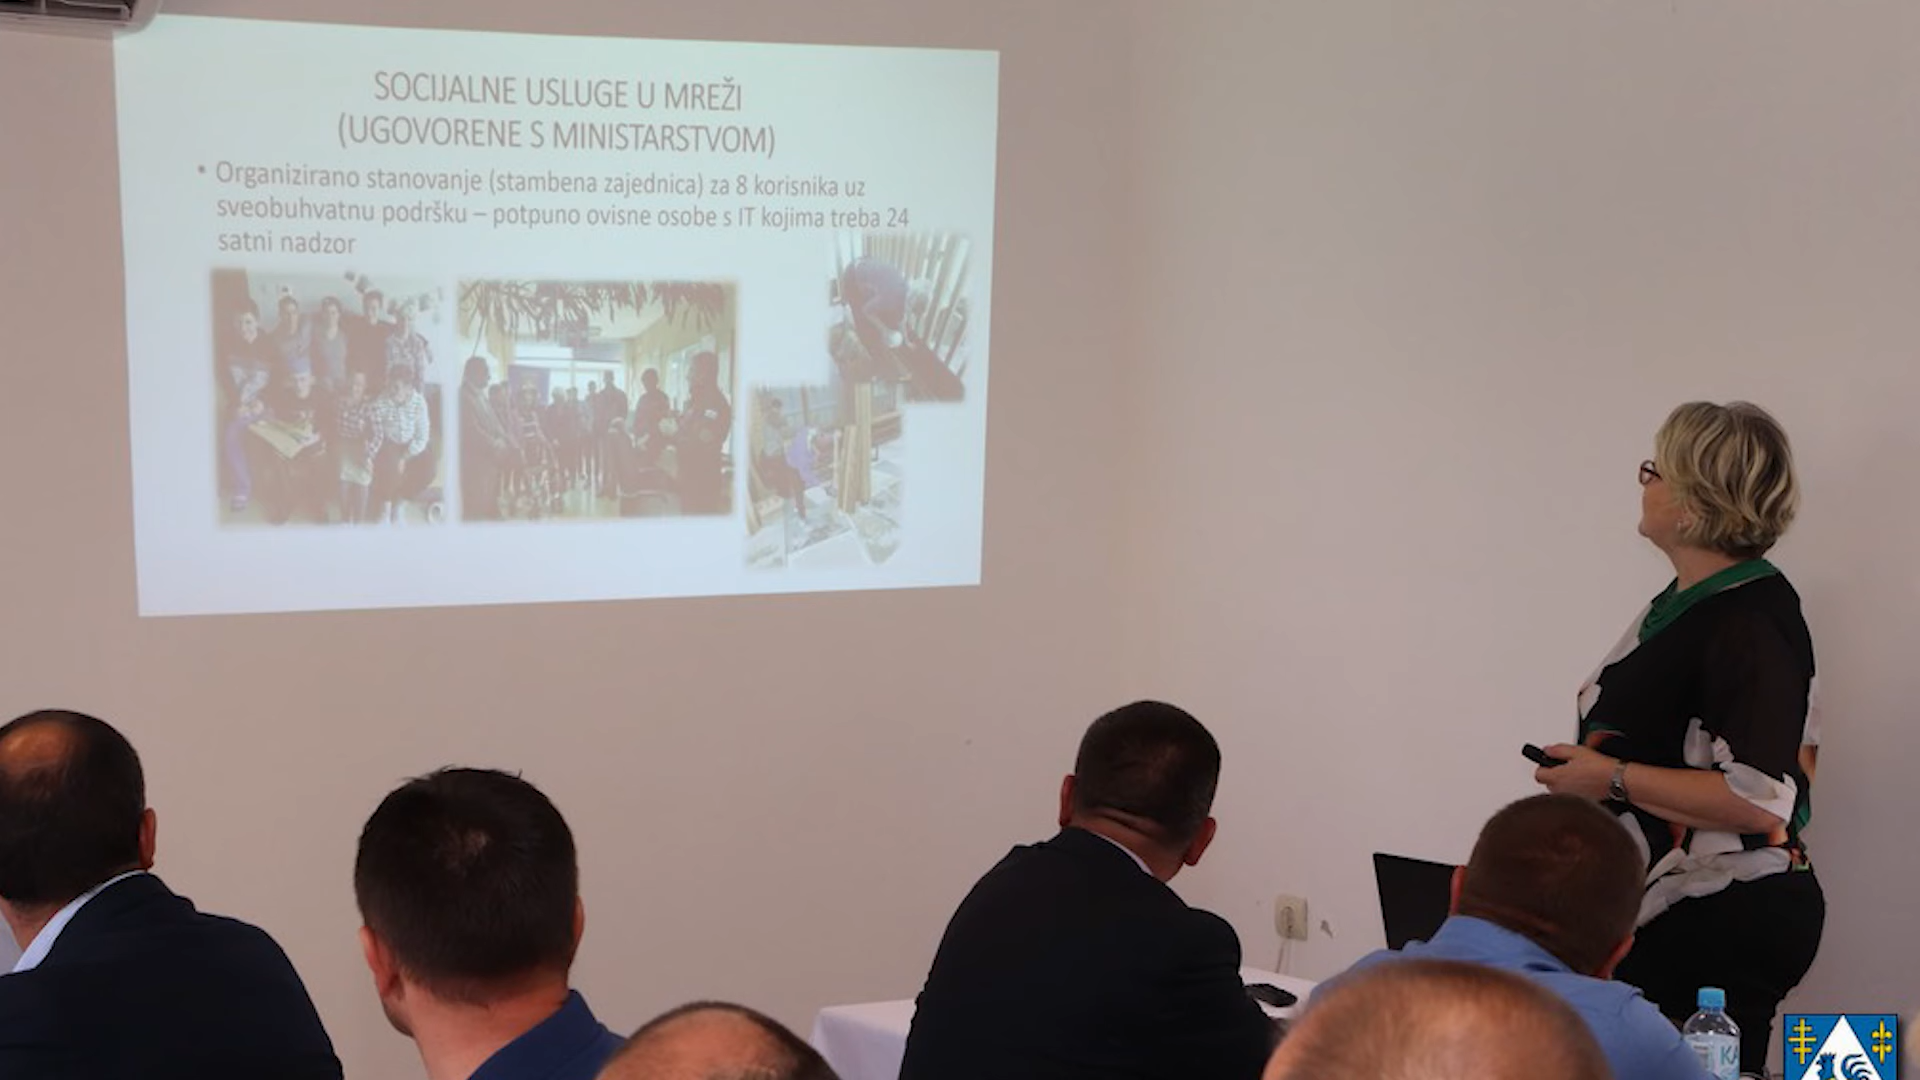 SOCIJALNE USLUGE U MREŽI
(UGOVORENE S MINISTARSTVOM)
• Organizirano stanovanje (stambena zajednica) za 8 korisnika uz
sveobuhvatnu podršku – potpuno ovisne osobe s IT kojima treba 24
satni nadzor